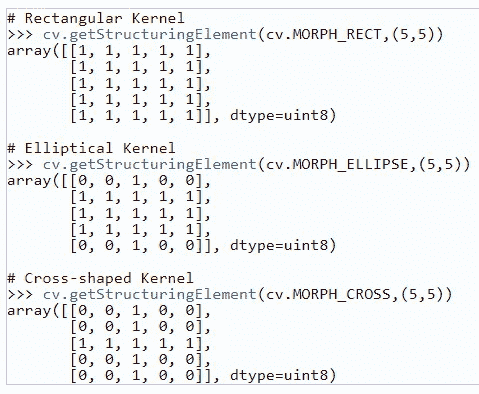 # Rectangular Kernel
>>> cv.getStructuringElement(cv.MORPH_RECT,(5,5))
array([[1, 1, 1, 1, 1],
       [1, 1, 1, 1, 1],
       [1, 1, 1, 1, 1],
       [1, 1, 1, 1, 1],
       [1, 1, 1, 1, 1]], dtype=uint8)

# Elliptical Kernel
>>> cv.getStructuringElement(cv.MORPH_ELLIPSE,(5,5))
array([[0, 0, 1, 0, 0],
       [1, 1, 1, 1, 1],
       [1, 1, 1, 1, 1],
       [1, 1, 1, 1, 1],
       [0, 0, 1, 0, 0]], dtype=uint8)

# Cross-shaped Kernel
>>> cv.getStructuringElement(cv.MORPH_CROSS,(5,5))
array([[0, 0, 1, 0, 0],
       [0, 0, 1, 0, 0],
       [1, 1, 1, 1, 1],
       [0, 0, 1, 0, 0],
       [0, 0, 1, 0, 0]], dtype=uint8)